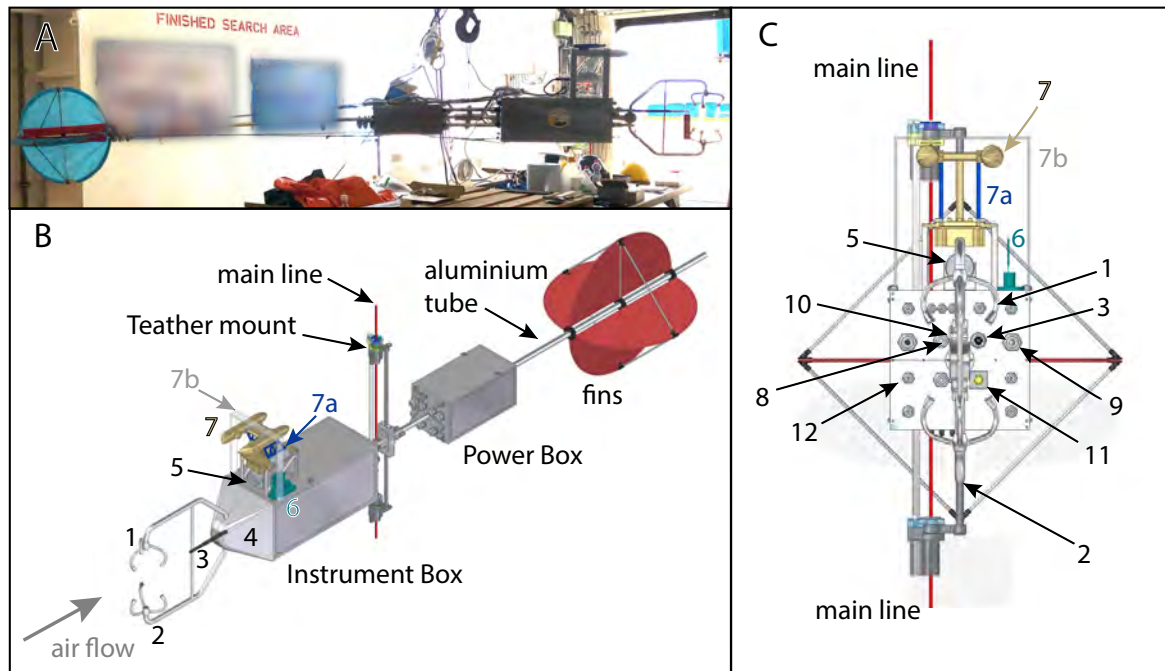 A
FINISHED SEARCH AREA
B
main line
Teather mount
aluminium
tube
fins
7b
7
7a
5
6
Power Box
1
3
4
Instrument Box
2
air flow
C
main line
7
7b
7a
5
6
1
10
3
8
12
9
11
2
main line